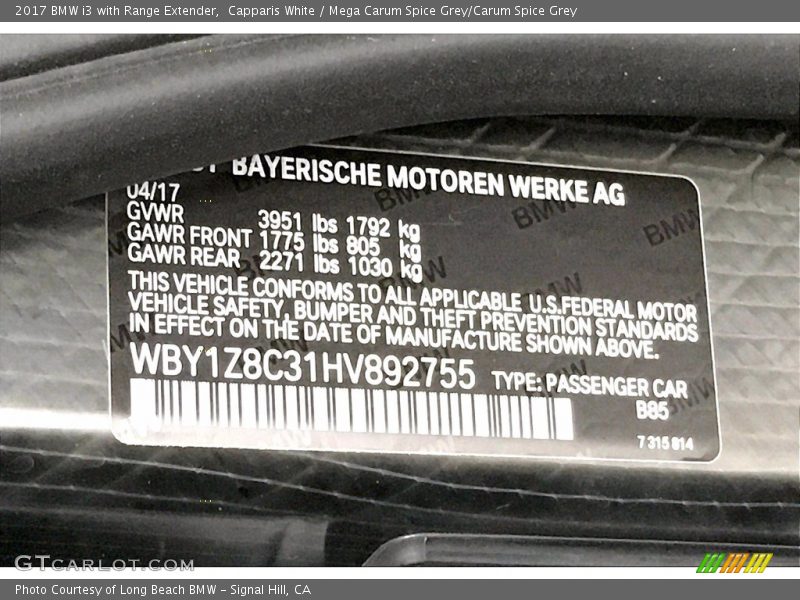 2017 BMW i3 with Range Extender, Capparis White / Mega Carum Spice Grey/Carum Spice Grey
BAYERISCHE MOTOREN WERKE AG
04/17
GVWR 3951 lbs 1792 kg
GAWR FRONT 1775 lbs 805 kg
GAWR REAR 2271 lbs 1030 kg
THIS VEHICLE CONFORMS TO ALL APPLICABLE U.S.FEDERAL MOTOR
VEHICLE SAFETY, BUMPER AND THEFT PREVENTION STANDARDS
IN EFFECT ON THE DATE OF MANUFACTURE SHOWN ABOVE.
WBY1Z8C31HV892755 TYPE: PASSENGER CAR
B85
7 315 814
GTCARLOT.COM
Photo Courtesy of Long Beach BMW - Signal Hill, CA